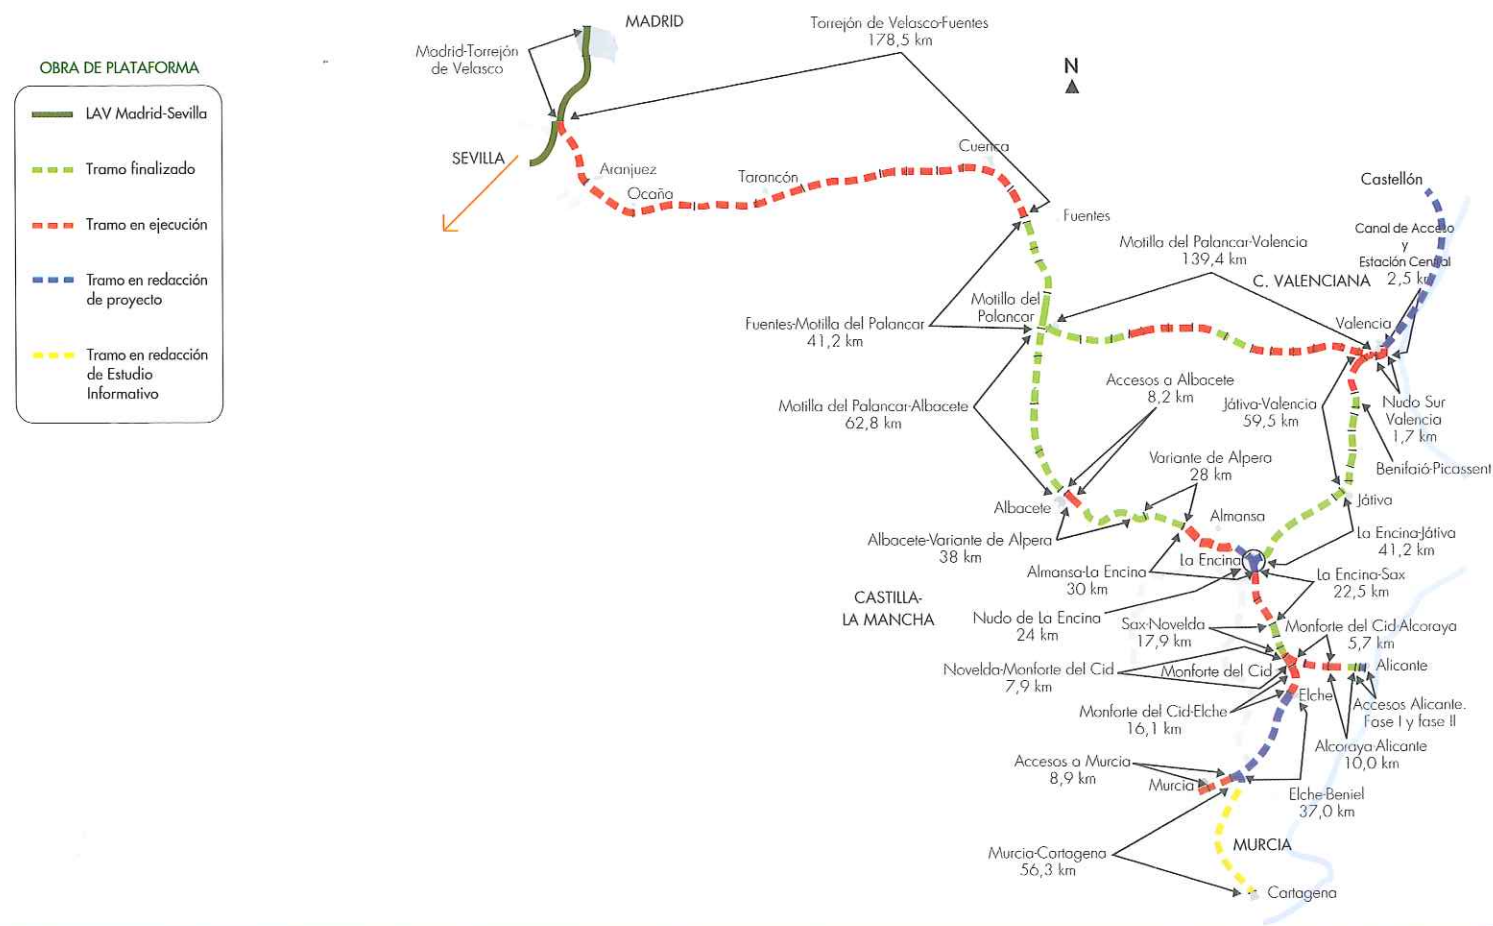 OBRA DE PLATAFORMA
LAV Madrid-Sevilla
Tramo finalizado
Tramo en ejecución
Tramo en redacción
de proyecto
Tramo en redacción
de Estudio
Informativo
MADRID
Madrid-Torrejón
de Velasco
SEVILLA
Torrejón de Velasco-Fuentes
178,5 km
N
Aranjuez
Ocaña
Tarancón
Cuenca
Fuentes
Castellón
Canal de Acceso
y
Estación Central
2,5 km
Motilla del Palancar-Valencia
139,4 km
C. VALENCIANA
Motilla del
Palancar
Fuentes-Motilla del Palancar
41,2 km
Valencia
Accesos a Albacete
8,2 km
Motilla del Palancar-Albacete
62,8 km
Játiva-Valencia
59,5 km
Nudo Sur
Valencia
1,7 km
Variante de Alpera
28 km
Benifaió-Picassent
Albacete
Almansa
Játiva
Albacete-Variante de Alpera
38 km
La Encina-Játiva
41,2 km
La Encina
Almansa-La Encina
30 km
La Encina-Sax
22,5 km
CASTILLA-
LA MANCHA
Nudo de La Encina
24 km
Sax-Novelda
17,9 km
Monforte del Cid-Alcoraya
5,7 km
Novelda-Monforte del Cid
7,9 km
Monforte del Cid
Alicante
Elche
Monforte del Cid-Elche
16,1 km
Accesos Alicante.
Fase I y fase II
Alcoraya-Alicante
10,0 km
Accesos a Murcia
8,9 km
Murcia
Elche-Beniel
37,0 km
Murcia-Cartagena
56,3 km
MURCIA
Cartagena